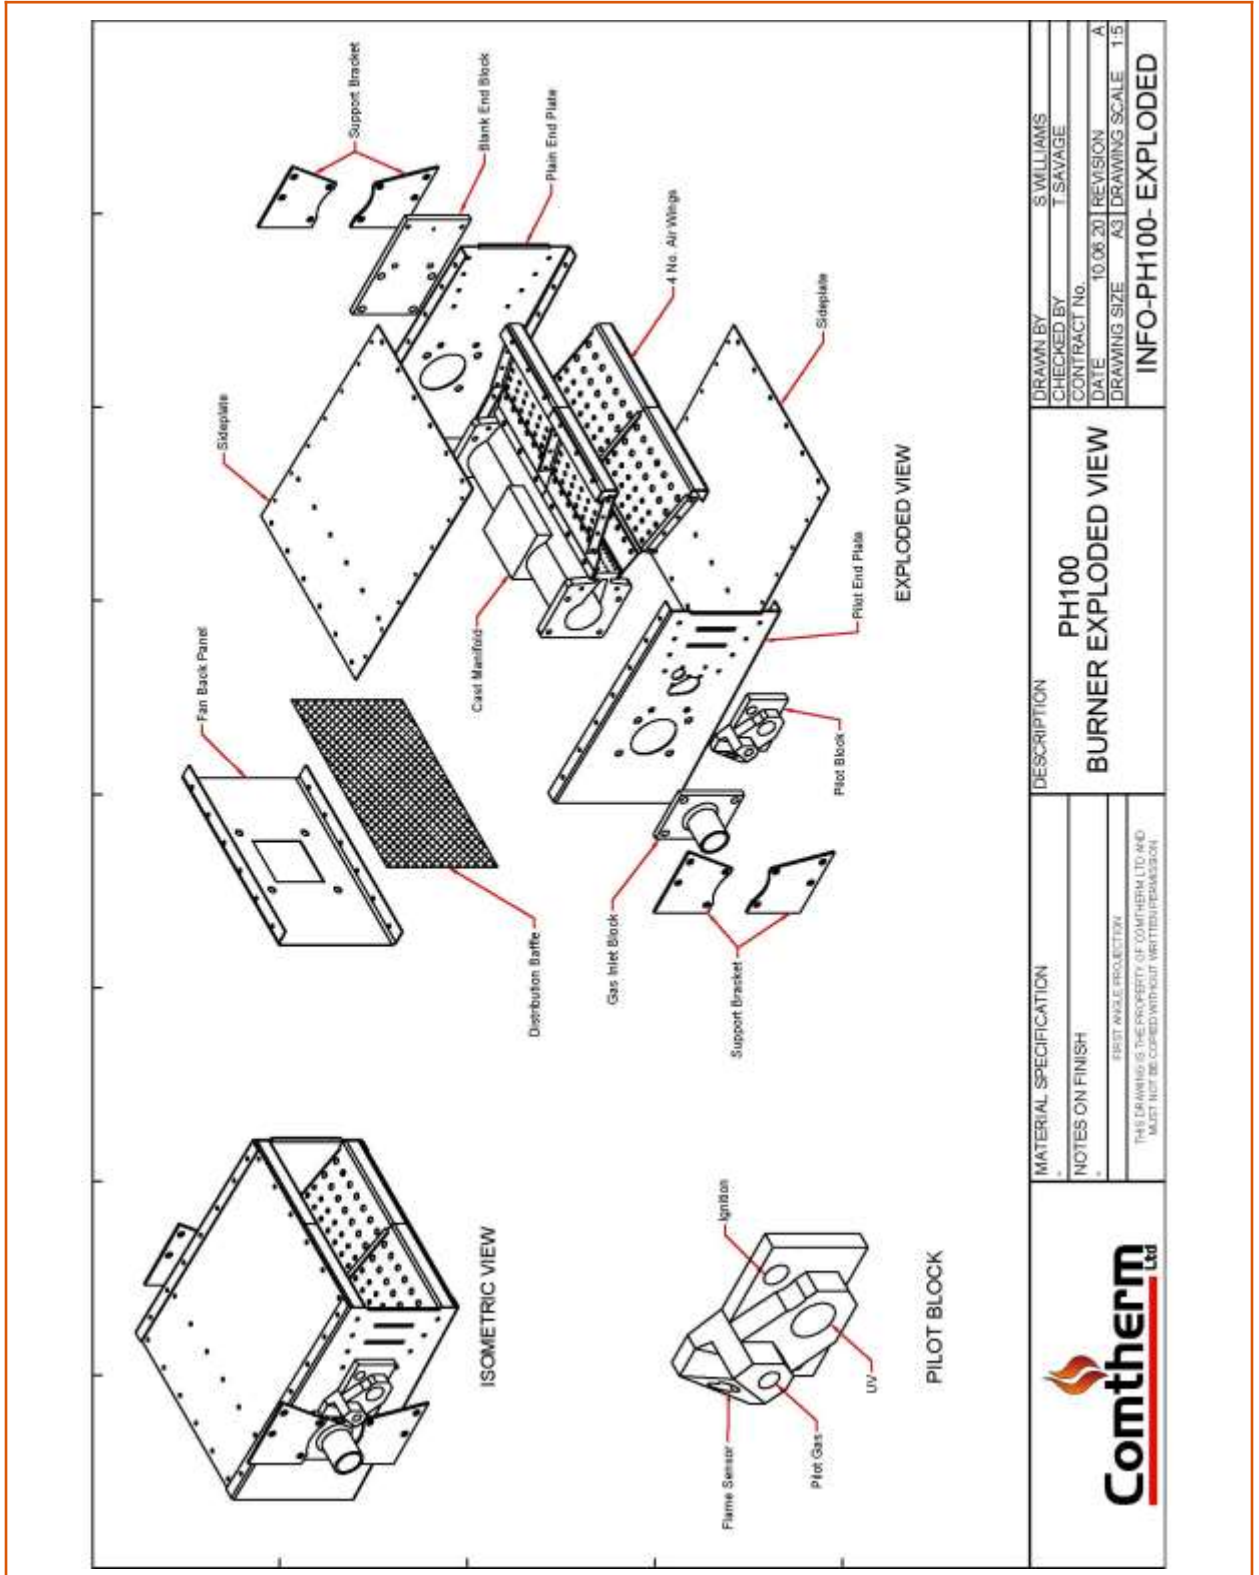 Support Bracket
Blank End Block
Plain End Plate
4 No. Air Wings
Sideplate
Sideplate
Fan Back Panel
Cast Manifold
Distribution Baffle
Pilot End Plate
Pilot Block
Gas Inlet Block
Support Bracket
EXPLODED VIEW
ISOMETRIC VIEW
Ignition
Flame Sensor
Pilot Gas
UV
PILOT BLOCK
Comtherm Ltd
MATERIAL SPECIFICATION
-
NOTES ON FINISH
-
FIRST ANGLE PROJECTION
THIS DRAWING IS THE PROPERTY OF COMTHERM LTD AND
MUST NOT BE COPIED WITHOUT WRITTEN PERMISSION
DESCRIPTION
PH100
BURNER EXPLODED VIEW
DRAWN BY S WILLIAMS
CHECKED BY T SAVAGE
CONTRACT No.
DATE 10.06.20 REVISION A
DRAWING SIZE A3 DRAWING SCALE 1:5
INFO-PH100- EXPLODED